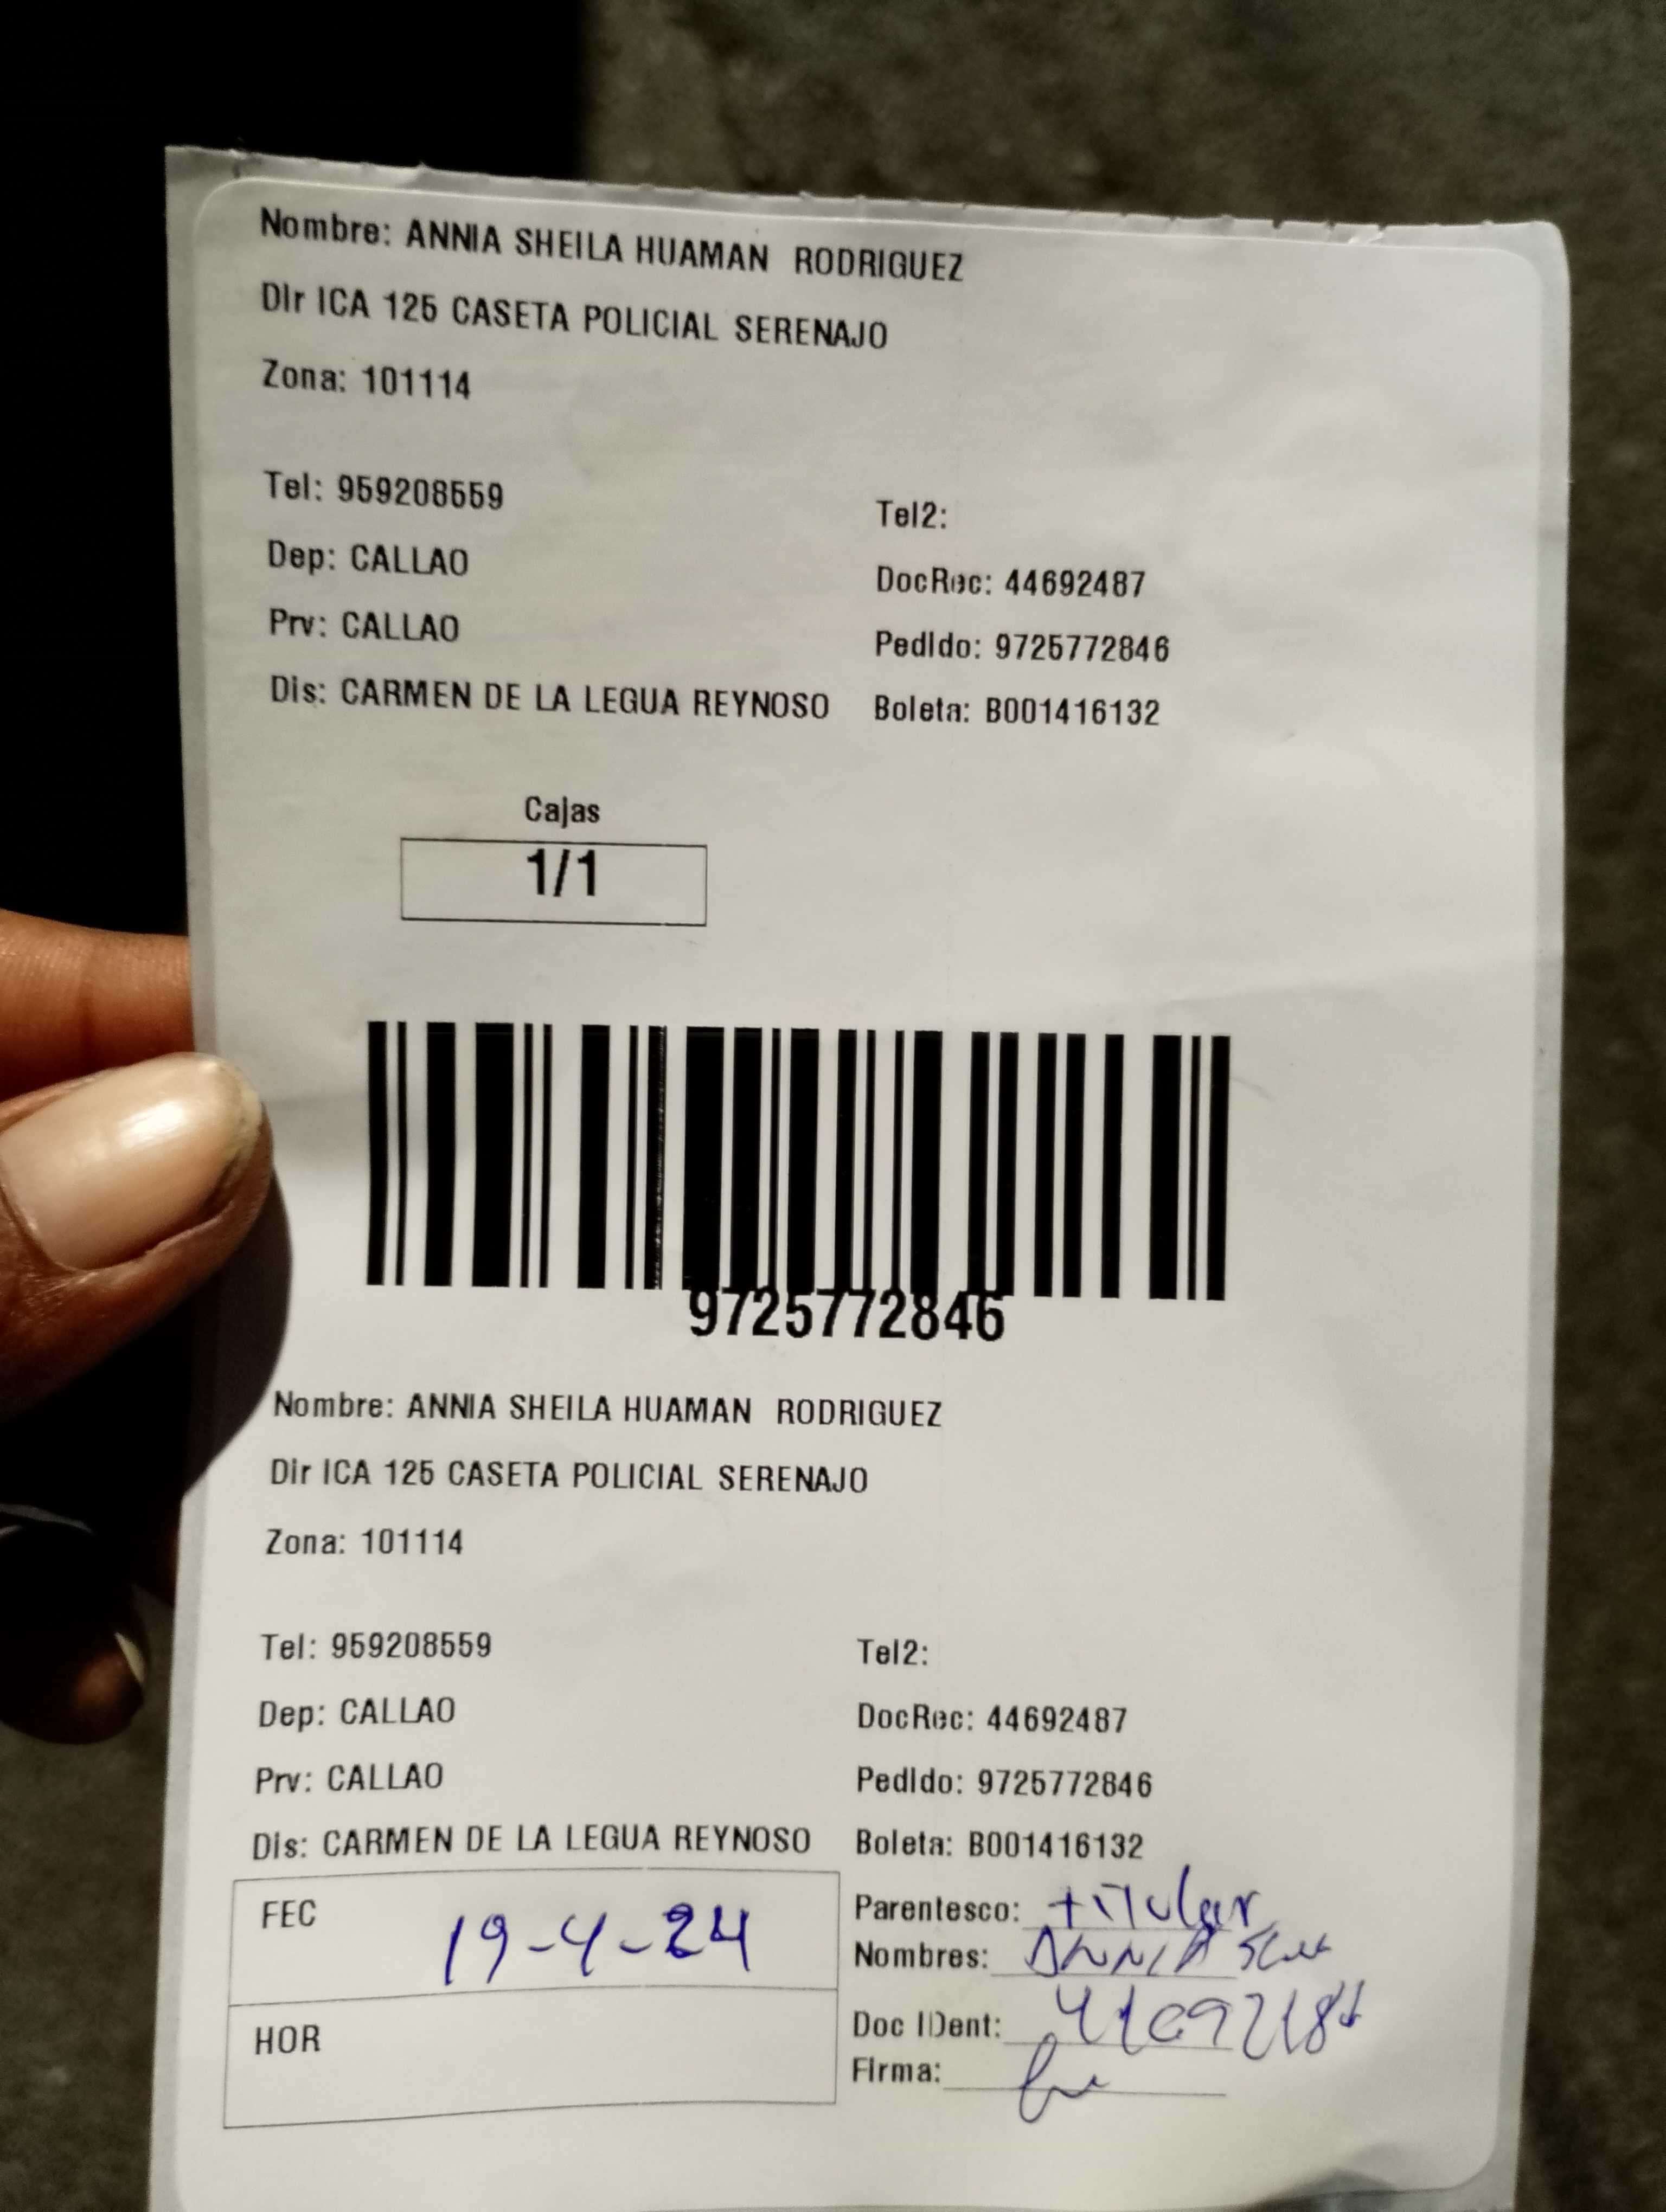 Nombre: ANNIA SHEILA HUAMAN RODRIGUEZ
Dir ICA 125 CASETA POLICIAL SERENAJO
Zona: 101114
Tel: 959208559
Tel2:
Dep: CALLAO
DocRec: 44692487
Prv: CALLAO
Pedido: 9725772846
Dis: CARMEN DE LA LEGUA REYNOSO
Boleta: B001416132
Cajas
1/1
9725772846
Nombre: ANNIA SHEILA HUAMAN RODRIGUEZ
Dir ICA 125 CASETA POLICIAL SERENAJO
Zona: 101114
Tel: 959208559
Tel2:
Dep: CALLAO
DocRec: 44692487
Prv: CALLAO
Pedido: 9725772846
Dis: CARMEN DE LA LEGUA REYNOSO
Boleta: B001416132
FEC 19-4-24
Parentesco: titular
Nombres: ANNIA
Doc IDent:
HOR
Firma: